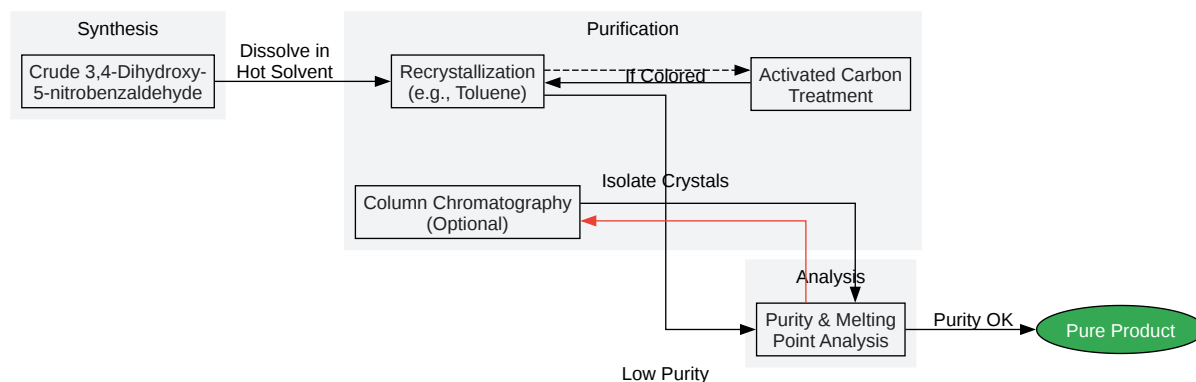 Synthesis
Purification
Dissolve in
Hot Solvent
Crude 3,4-Dihydroxy-
5-nitrobenzaldehyde
Recrystallization
(e.g., Toluene)
If Colored
Activated Carbon
Treatment
Isolate Crystals
Column Chromatography
(Optional)
Analysis
Purity & Melting
Point Analysis
Purity OK
Pure Product
Low Purity